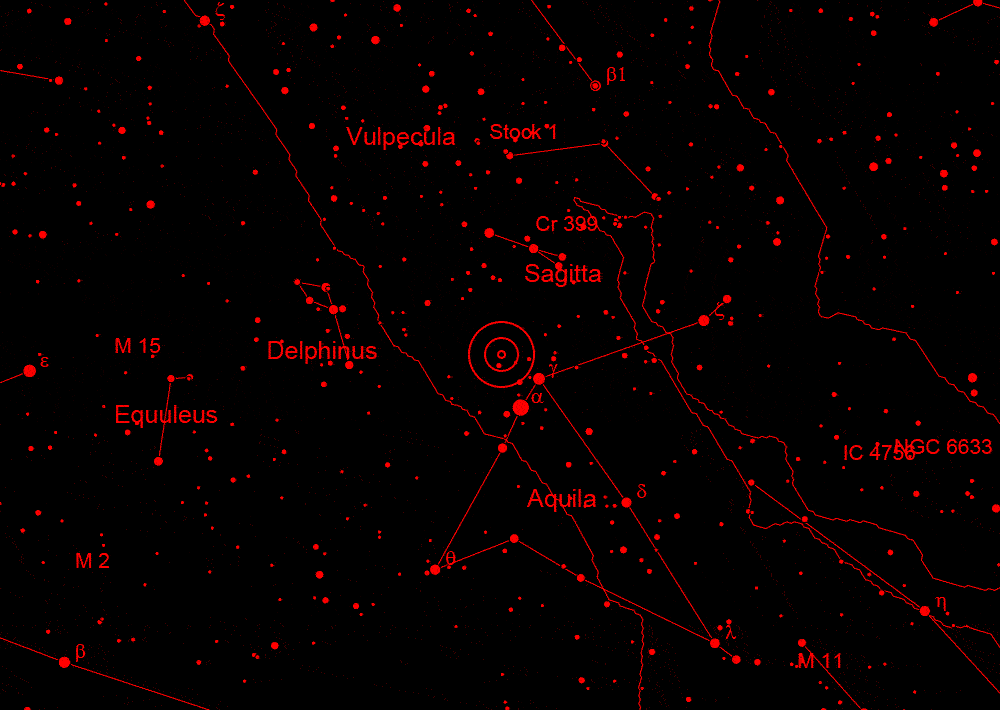 ζ
β1
Stock 1
Vulpecula
Cr 399
Sagitta
ζ
M 15
Delphinus
ε
γ
α
Equuleus
IC 4756
NGC 6633
Aquila
δ
M 2
θ
η
λ
β
M 11